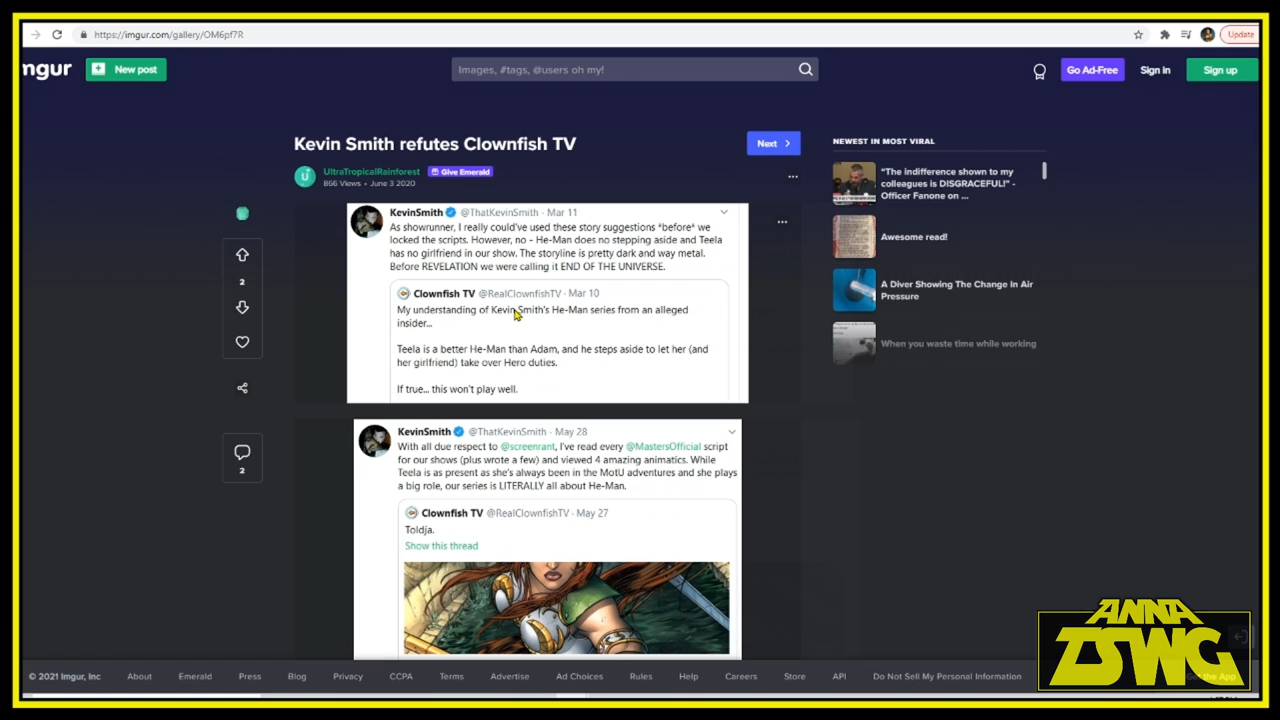 https://imgur.com/gallery/OM6pf7R
Update
mgur
New post
Images, #tags, @users oh my!
Go Ad-Free
Sign in
Sign up
Kevin Smith refutes Clownfish TV
Next
UltraTropicalRainforest
Give Emerald
866 Views • June 3 2020
KevinSmith @ThatKevinSmith · Mar 11
As showrunner, I really could've used these story suggestions *before* we
locked the scripts. However, no - He-Man does no stepping aside and Teela
has no girlfriend in our show. The storyline is pretty dark and way metal.
Before REVELATION we were calling it END OF THE UNIVERSE.
Clownfish TV @RealClownfishTV · Mar 10
My understanding of Kevin Smith's He-Man series from an alleged
insider...
Teela is a better He-Man than Adam, and he steps aside to let her (and
her girlfriend) take over Hero duties.
If true... this won't play well.
2
2
KevinSmith @ThatKevinSmith · May 28
With all due respect to @screenrant, I've read every @MastersOfficial script
for our shows (plus wrote a few) and viewed 4 amazing animatics. While
Teela is as present as she's always been in the MotU adventures and she plays
a big role, our series is LITERALLY all about He-Man.
Clownfish TV @RealClownfishTV · May 27
Toldja.
Show this thread
NEWEST IN MOST VIRAL
"The indifference shown to my
colleagues is DISGRACEFUL!" -
Officer Fanone on ...
Awesome read!
A Diver Showing The Change In Air
Pressure
When you waste time while working
© 2021 Imgur, Inc
About
Emerald
Press
Blog
Privacy
CCPA
Terms
Advertise
Ad Choices
Rules
Help
Careers
Store
API
Do Not Sell My Personal Information
Get the App
ANNA
TSWG